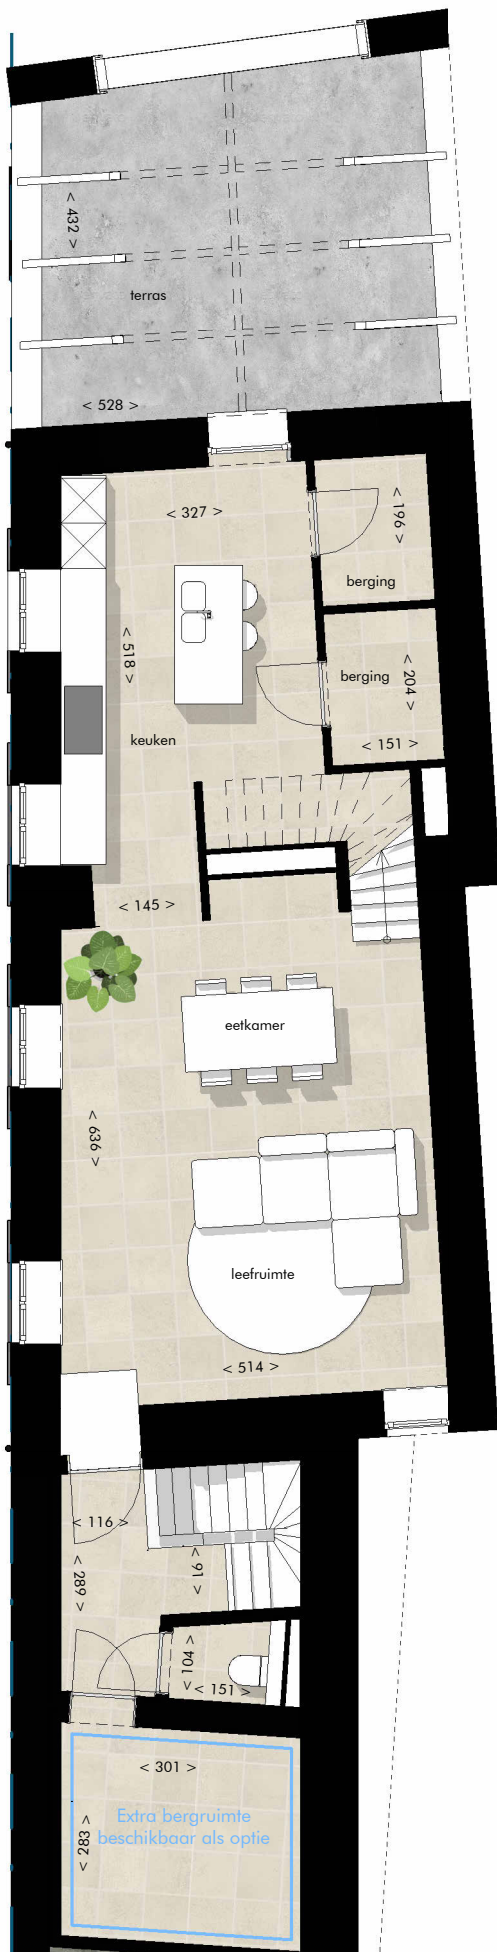 < 432 >
terras
< 528 >
< 327 >
< 196 >
berging
< 518 >
berging
< 204 >
keuken
< 151 >
< 145 >
eetkamer
< 636 >
leefruimte
< 514 >
< 116 >
< 91 >
< 289 >
< 104 >
< 151 >
< 301 >
Extra bergruimte
beschikbaar als optie
< 283 >